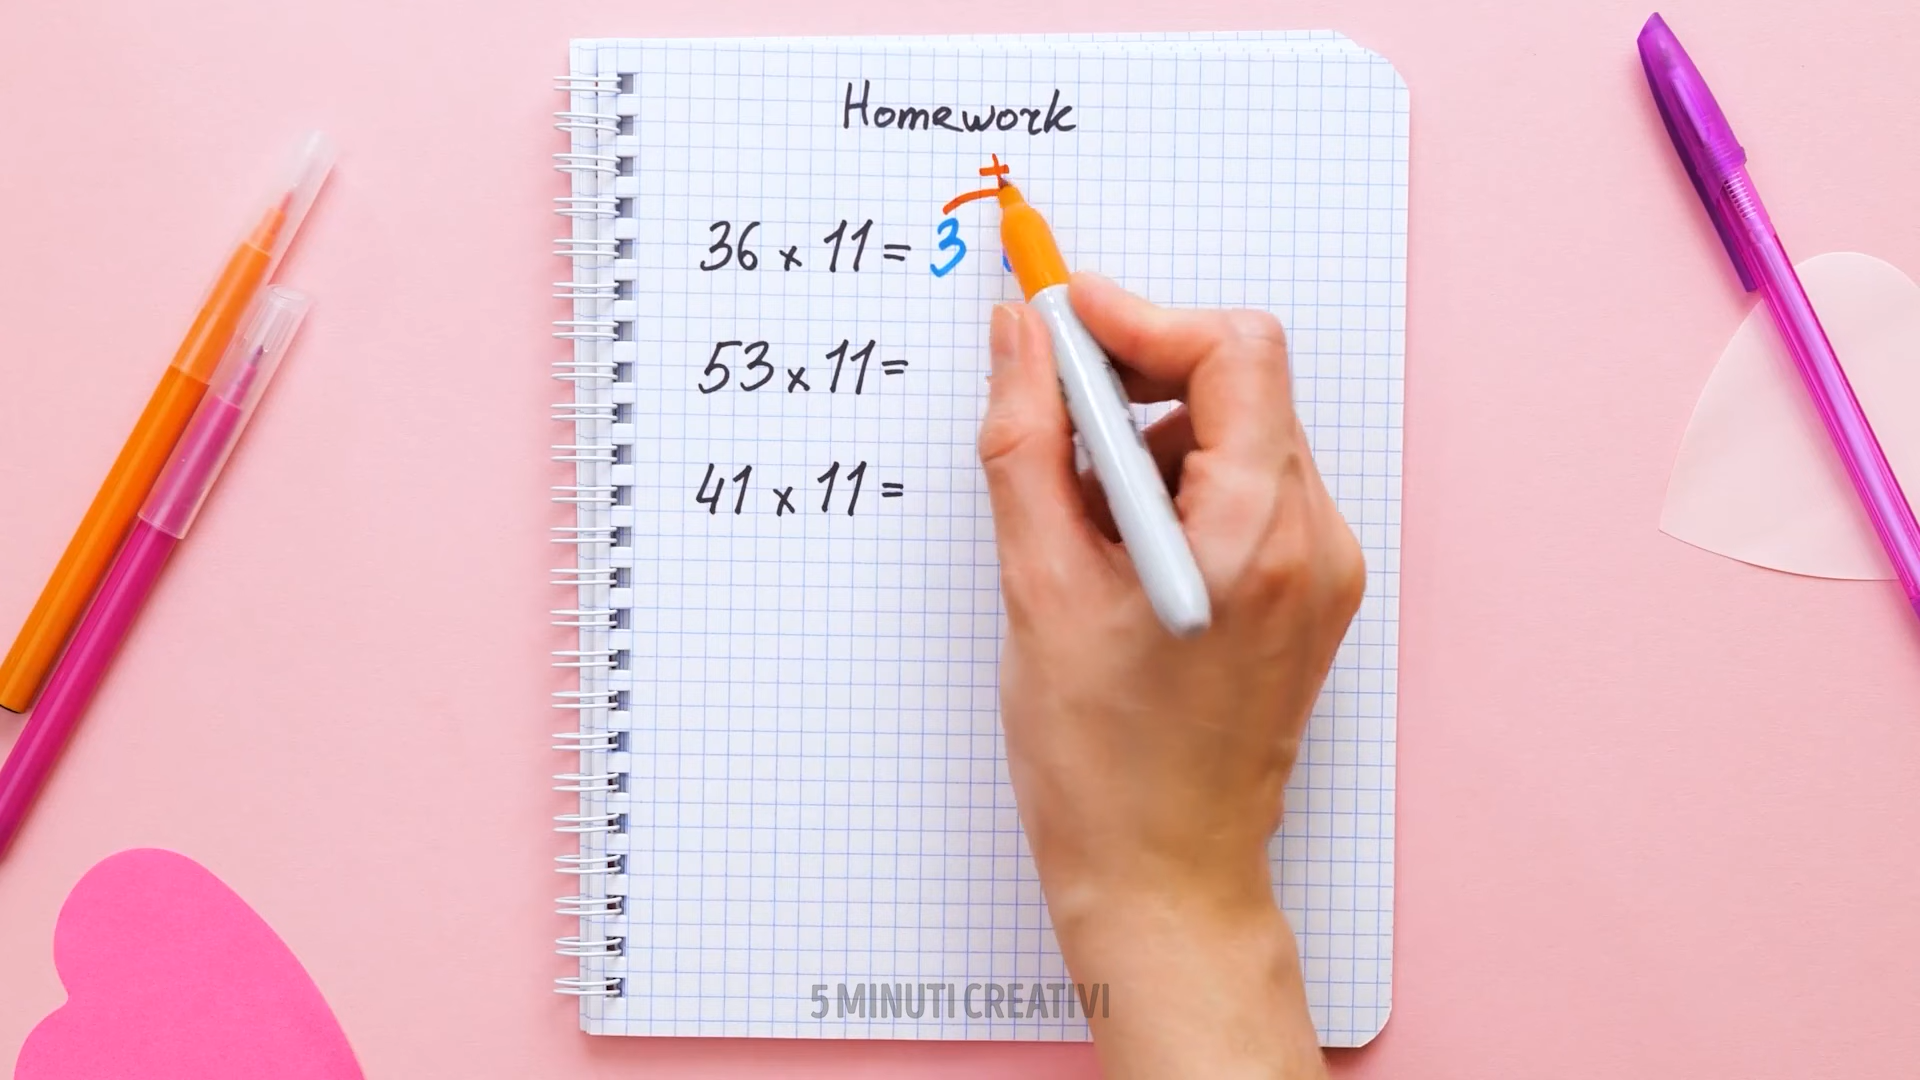 Homework
+
36 x 11 = 3
53 x 11 =
41 x 11 =
5 MINUTI CREATIVI